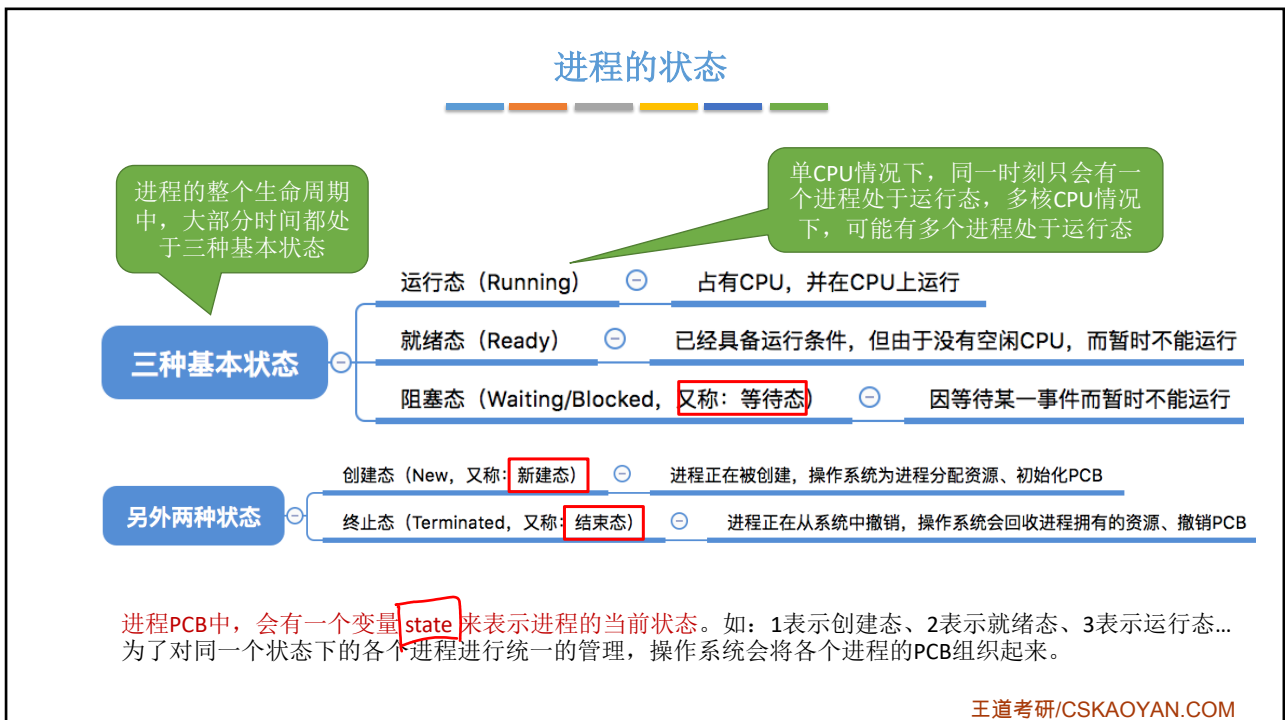 进程的状态
进程的整个生命周期
中，大部分时间都处
于三种基本状态
单CPU情况下，同一时刻只会有一
个进程处于运行态，多核CPU情况
下，可能有多个进程处于运行态
三种基本状态
运行态（Running）
占有CPU，并在CPU上运行
就绪态（Ready）
已经具备运行条件，但由于没有空闲CPU，而暂时不能运行
阻塞态（Waiting/Blocked，又称：等待态）
因等待某一事件而暂时不能运行
另外两种状态
创建态（New，又称：新建态）
进程正在被创建，操作系统为进程分配资源、初始化PCB
终止态（Terminated，又称：结束态）
进程正在从系统中撤销，操作系统会回收进程拥有的资源、撤销PCB
进程PCB中，会有一个变量 state 来表示进程的当前状态。如：1表示创建态、2表示就绪态、3表示运行态…
为了对同一个状态下的各个进程进行统一的管理，操作系统会将各个进程的PCB组织起来。
王道考研/CSKAOYAN.COM